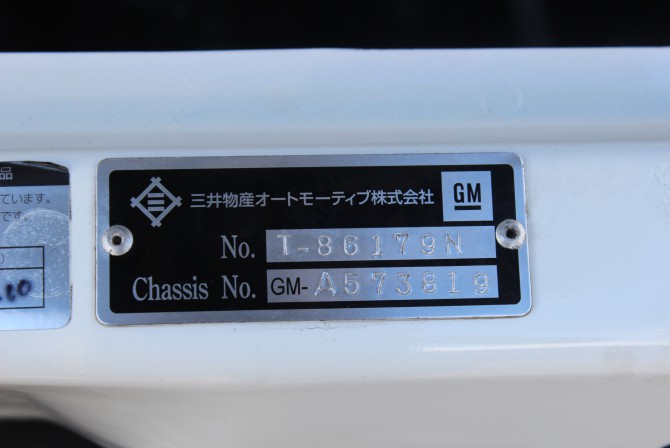 品
ています。
です。
.10
三井物産オートモーティブ株式会社 GM
No. T-86179N
Chassis No. GM-A573819